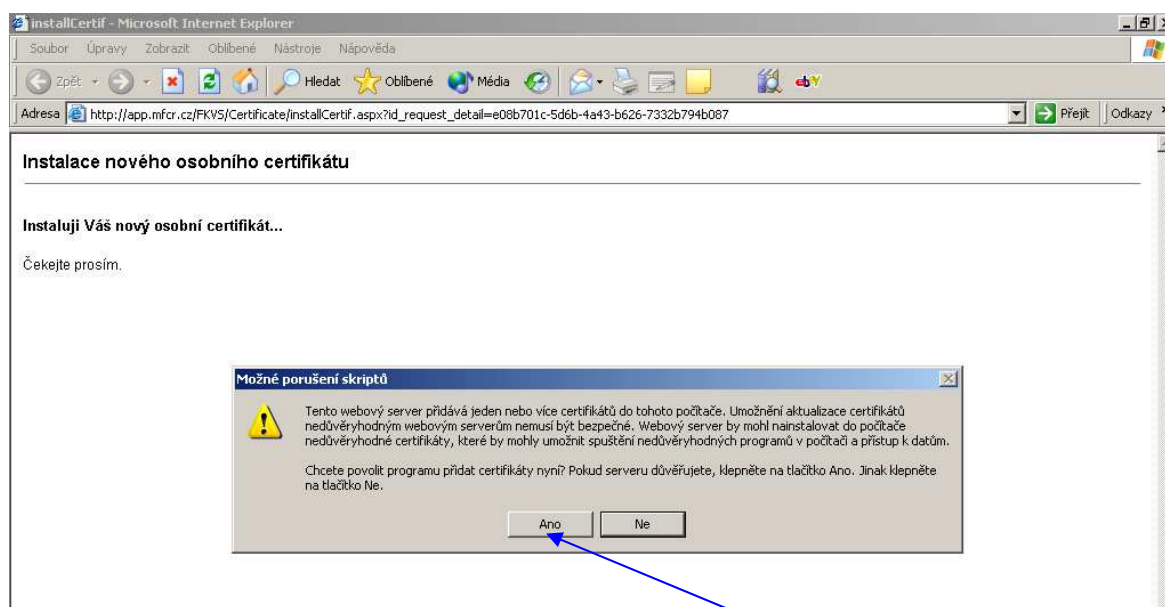 installCertif - Microsoft Internet Explorer
Soubor Úpravy Zobrazit Oblíbené Nástroje Nápověda
Zpět Hledat Oblíbené Média ebY
Adresa http://app.mfcr.cz/FKVS/Certificate/installCertif.aspx?id_request_detail=e08b701c-5d6b-4a43-b626-7332b794b087 Přejít Odkazy
Instalace nového osobního certifikátu
Instaluji Váš nový osobní certifikát...
Čekejte prosím.
Možné porušení skriptů
Tento webový server přidává jeden nebo více certifikátů do tohoto počítače. Umožnění aktualizace certifikátů
nedůvěryhodným webovým serverům nemusí být bezpečné. Webový server by mohl nainstalovat do počítače
nedůvěryhodné certifikáty, které by mohly umožnit spuštění nedůvěryhodných programů v počítači a přístup k datům.
Chcete povolit programu přidat certifikáty nyní? Pokud serveru důvěřujete, klepněte na tlačítko Ano. Jinak klepněte
na tlačítko Ne.
Ano Ne